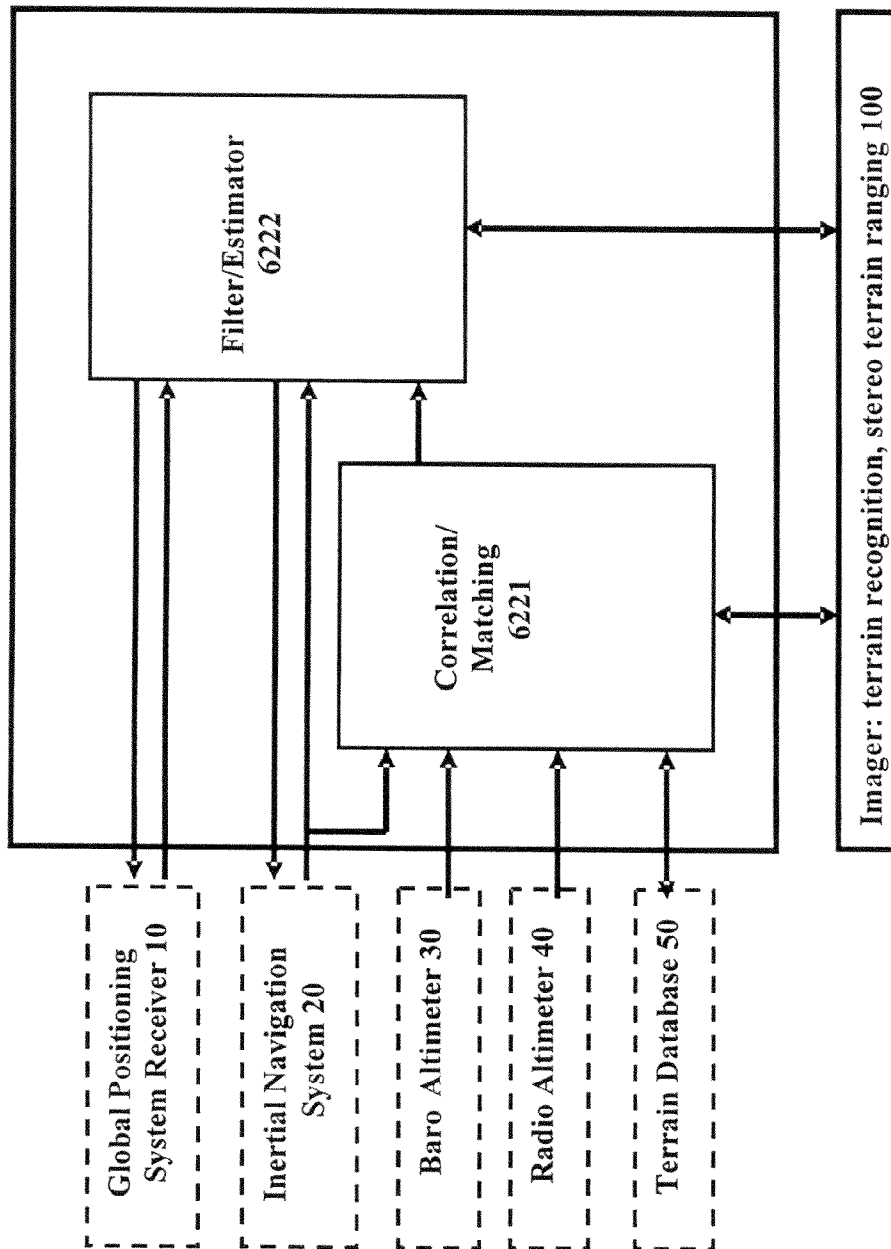 Global Positioning
System Receiver 10
Inertial Navigation
System 20
Baro Altimeter 30
Radio Altimeter 40
Terrain Database 50
Filter/Estimator
6222
Correlation/
Matching
6221
Imager: terrain recognition, stereo terrain ranging 100